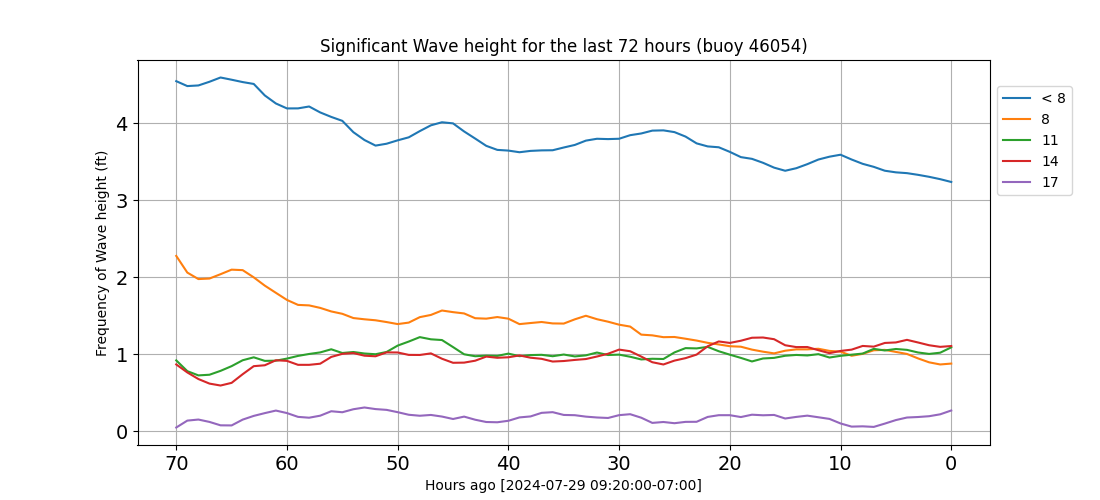 Significant Wave height for the last 72 hours (buoy 46054)
Frequency of Wave height (ft)
4
3
2
1
0
70 60 50 40 30 20 10 0
Hours ago [2024-07-29 09:20:00-07:00]
< 8
8
11
14
17